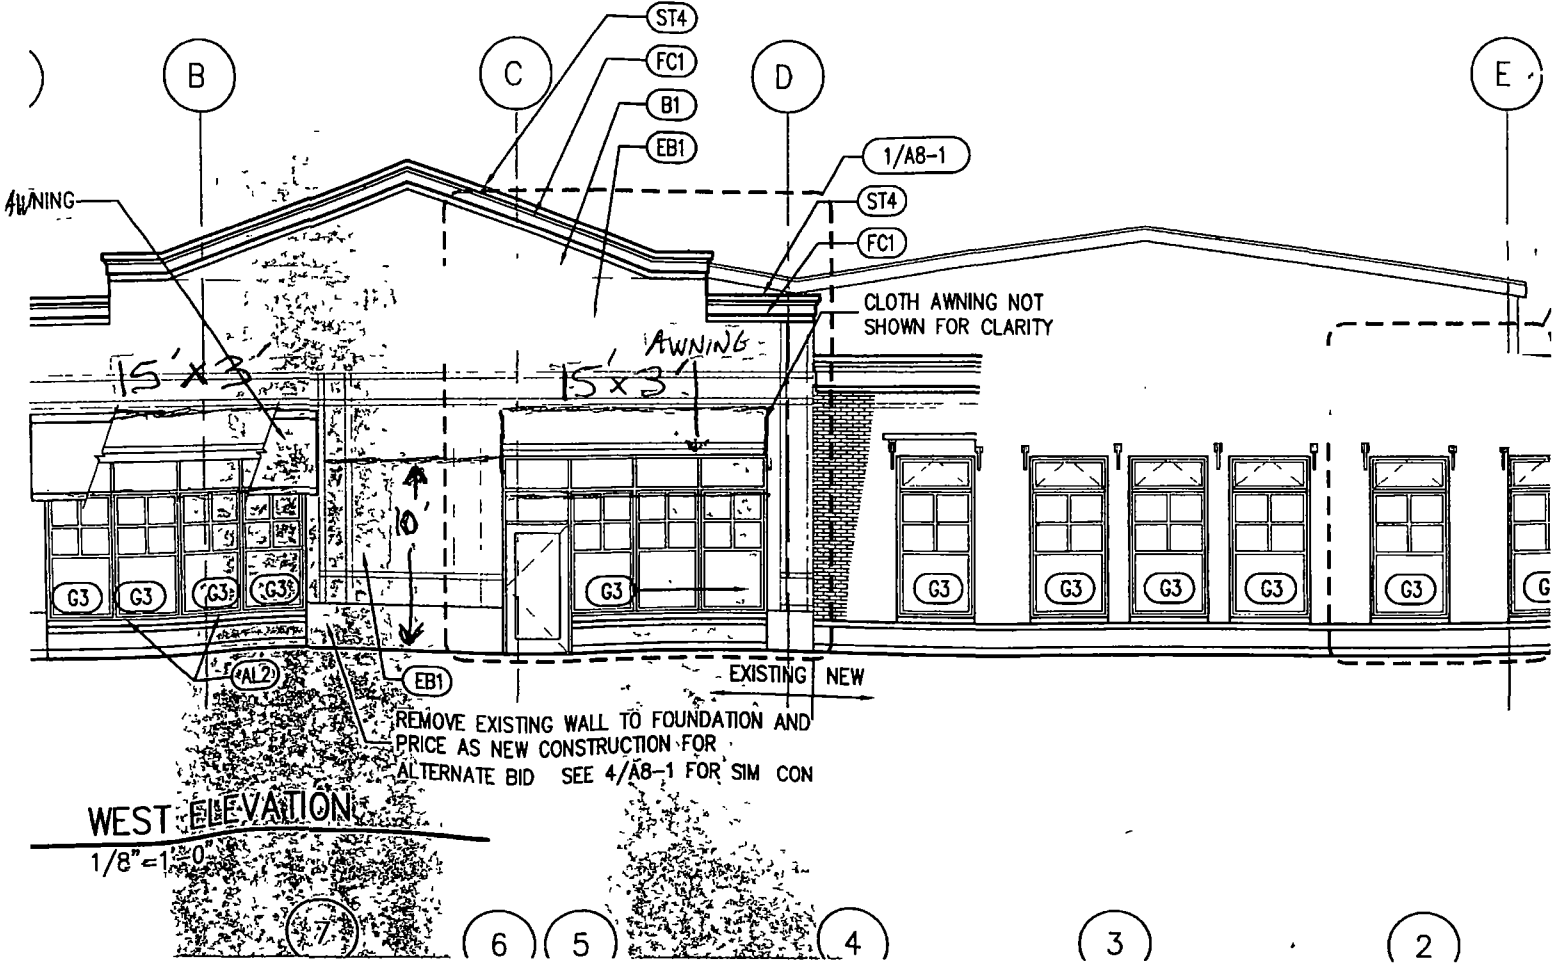 ST4
FC1
B1
EB1
B
C
D
E
1/A8-1
ST4
FC1
AWNING
CLOTH AWNING NOT
SHOWN FOR CLARITY
15' x 3'
AWNING
15' x 3'
10'
G3
G3
G3
G3
G3
G3
G3
G3
G3
G3
G
AL2
EB1
EXISTING NEW
REMOVE EXISTING WALL TO FOUNDATION AND
PRICE AS NEW CONSTRUCTION FOR
ALTERNATE BID SEE 4/A8-1 FOR SIM CON
WEST ELEVATION
1/8"=1'-0"
7
6
5
4
3
2